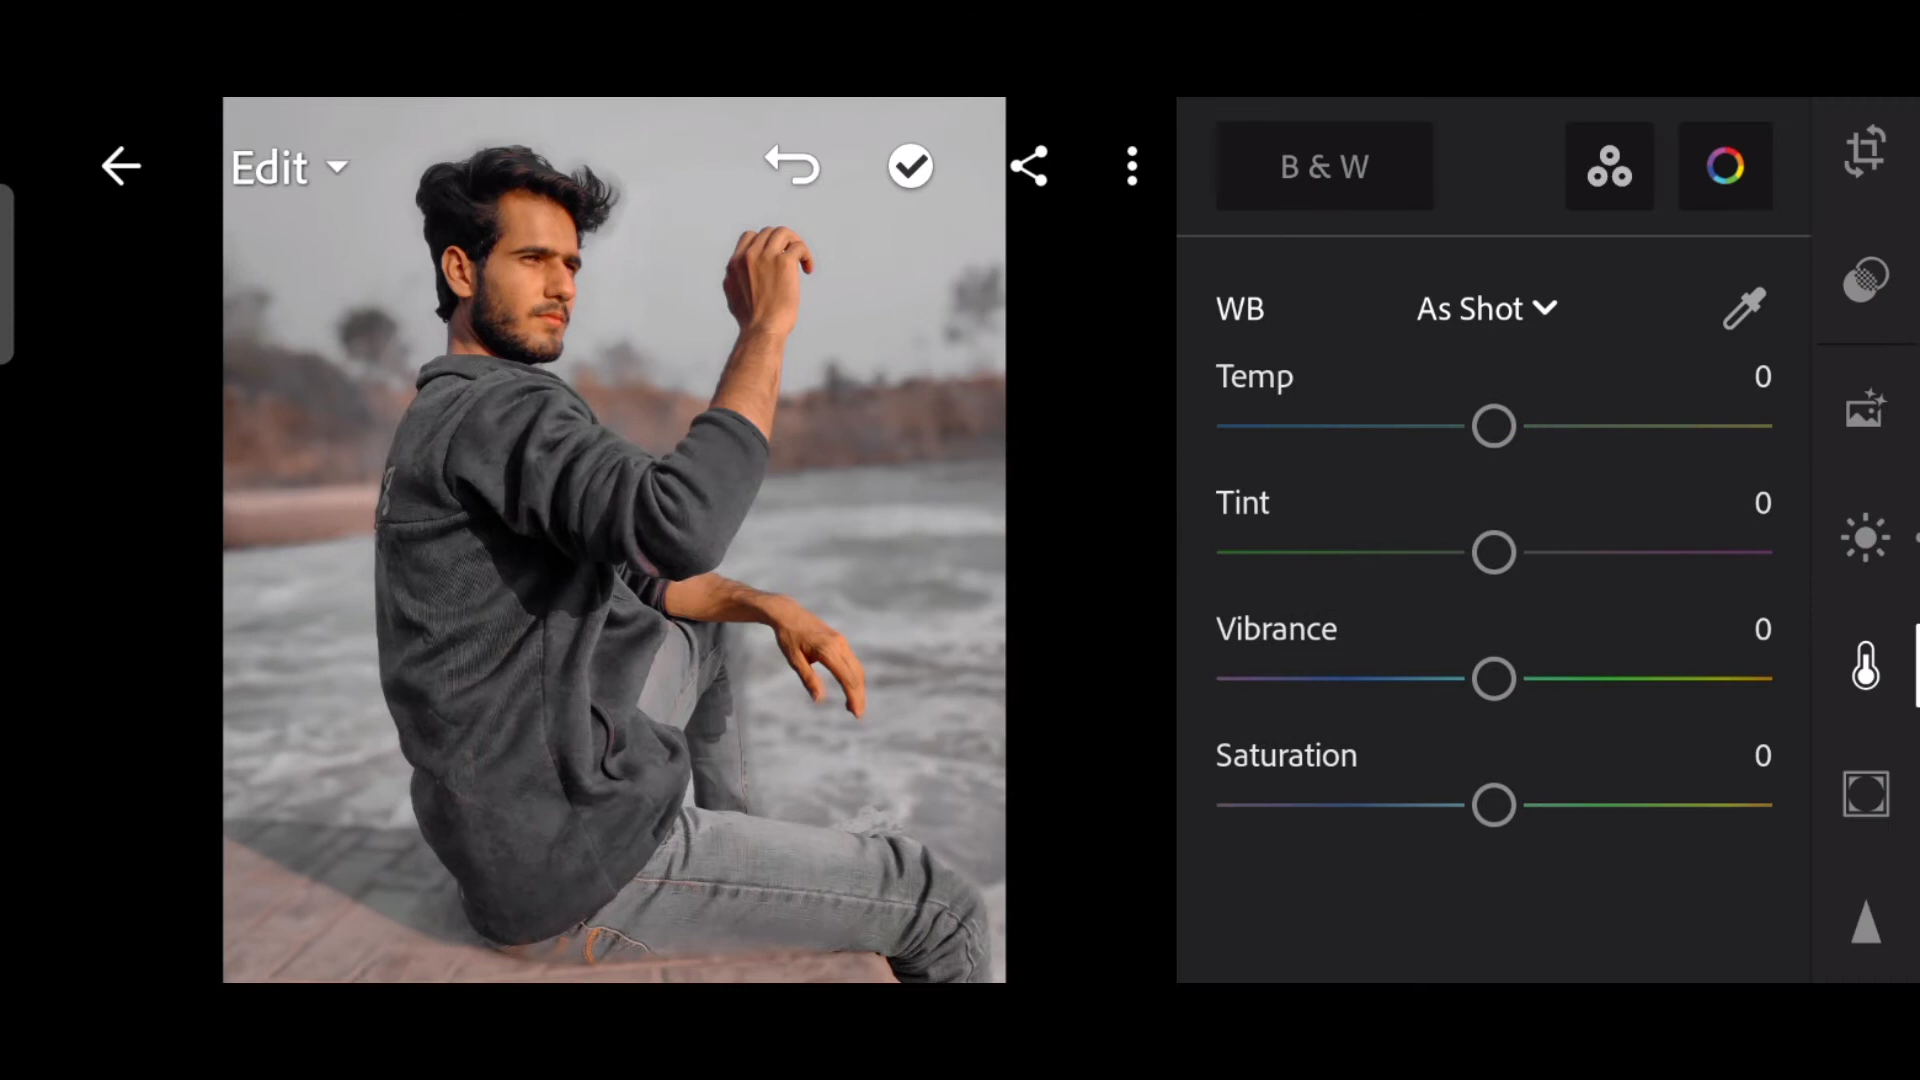 Edit
B & W
WB
As Shot
Temp
0
Tint
0
Vibrance
0
Saturation
0